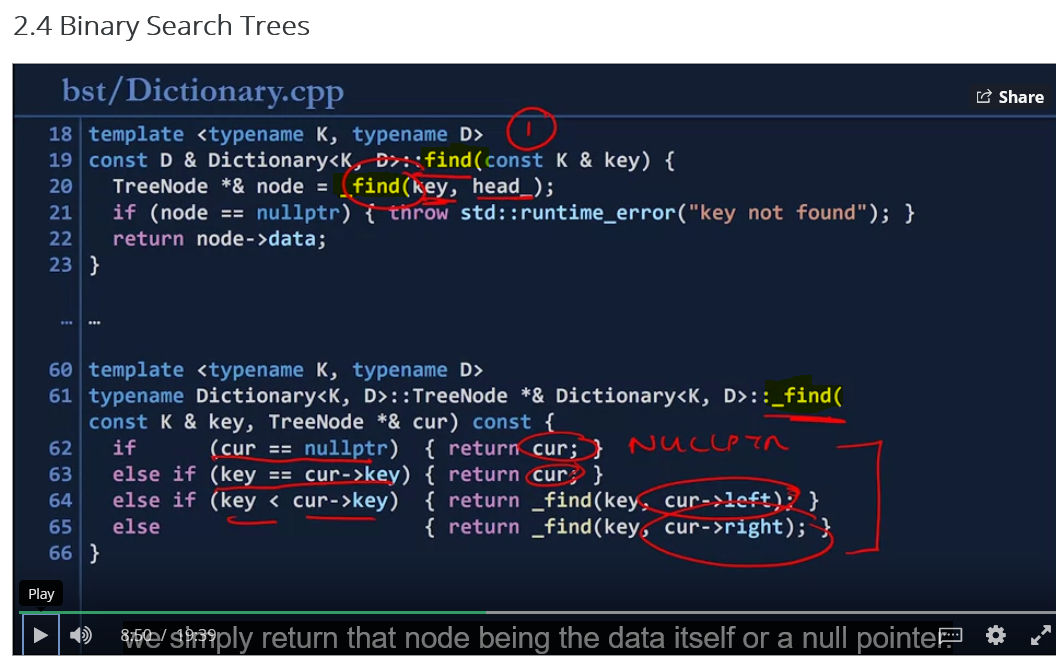 2.4 Binary Search Trees
bst/Dictionary.cpp
Share
1
18 template <typename K, typename D>
19 const D & Dictionary<K, D>::find(const K & key) {
20 TreeNode *& node = _find(key, head_);
21 if (node == nullptr) { throw std::runtime_error("key not found"); }
22 return node->data;
23 }
… …
60 template <typename K, typename D>
61 typename Dictionary<K, D>::TreeNode *& Dictionary<K, D>::_find(
const K & key, TreeNode *& cur) const {
62 if (cur == nullptr) { return cur; } NULLPTR
63 else if (key == cur->key) { return cur; }
64 else if (key < cur->key) { return _find(key, cur->left); }
65 else { return _find(key, cur->right); }
66 }
Play
8:50 / 19:39
we simply return that node being the data itself or a null pointer.